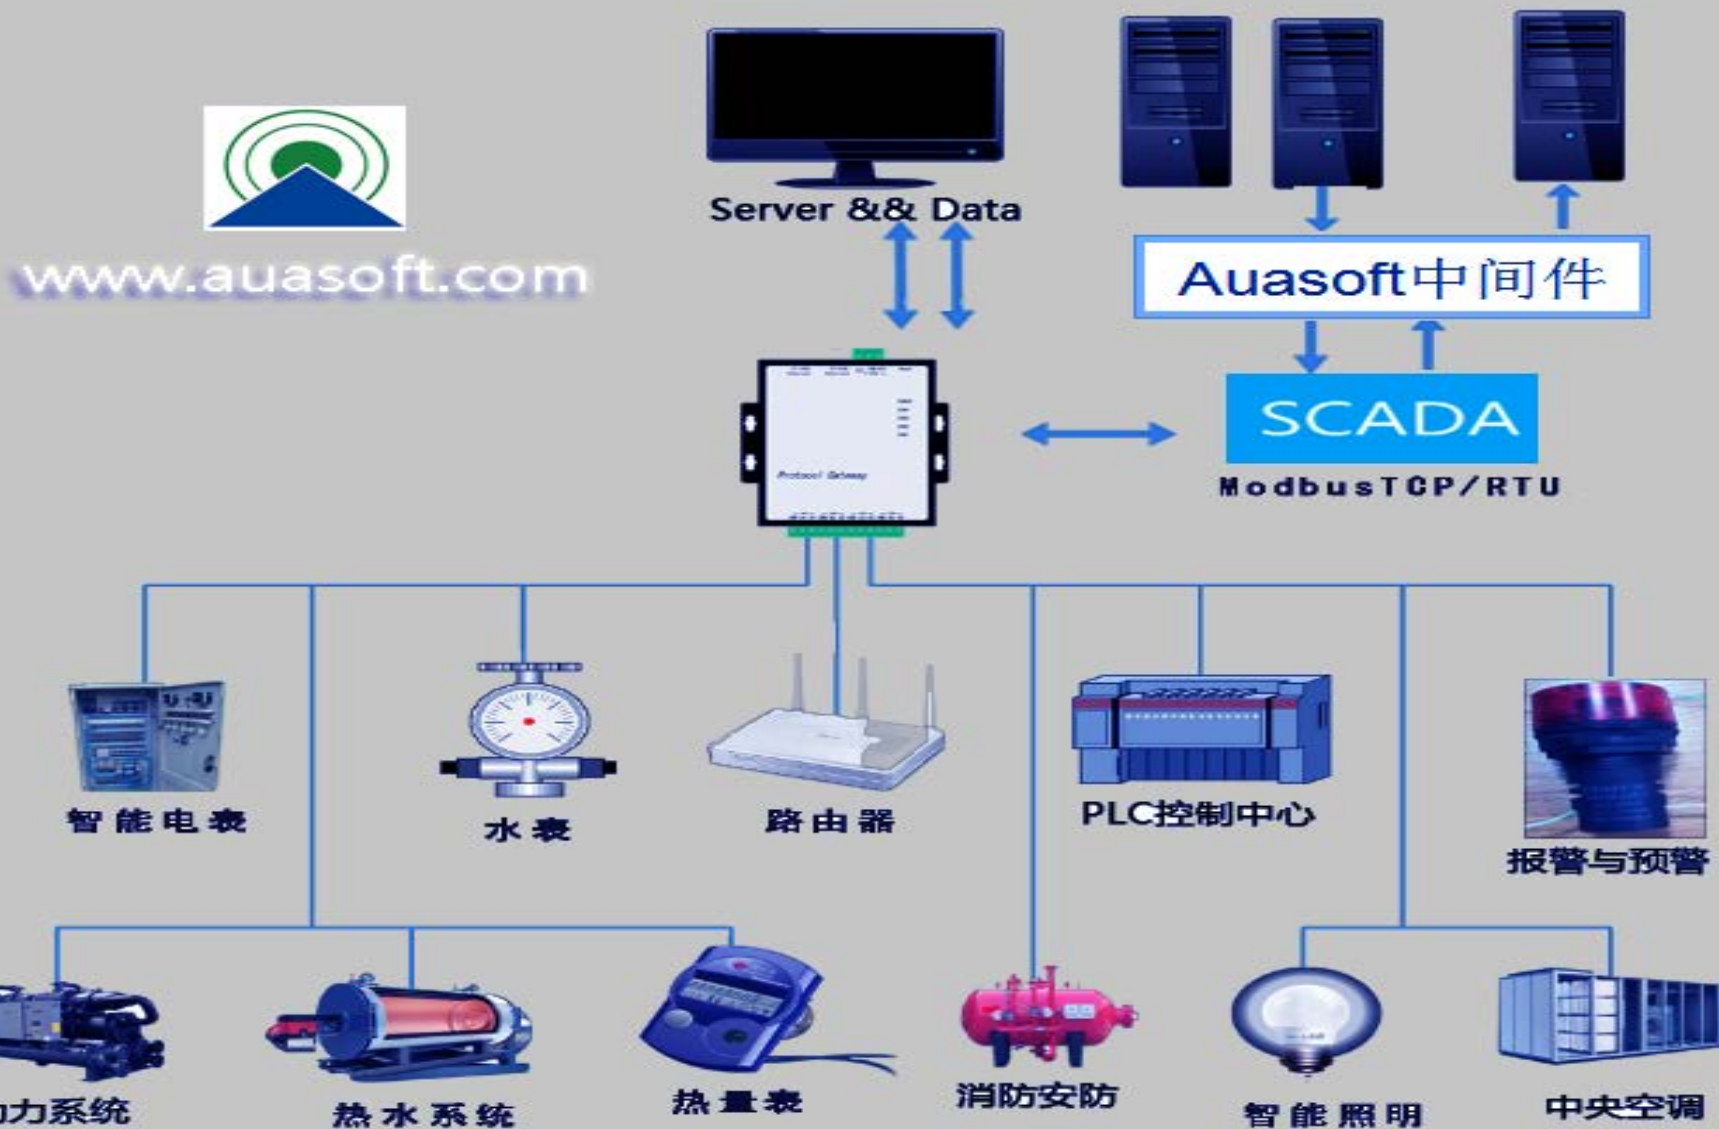 Server && Data
www.auasoft.com
Auasoft中间件
SCADA
ModbusTCP/RTU
Protocol Gateway
智能电表
水表
路由器
PLC控制中心
报警与预警
力系统
热水系统
热量表
消防安防
智能照明
中央空调